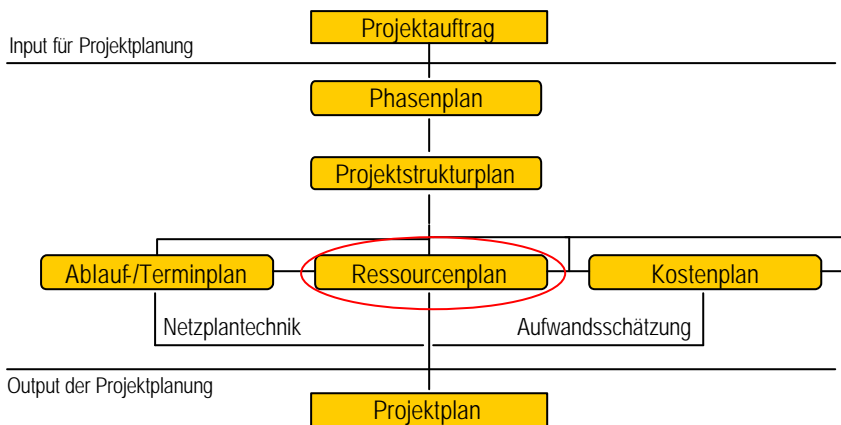 Projektauftrag
Input für Projektplanung
Phasenplan
Projektstrukturplan
Ablauf-/Terminplan
Ressourcenplan
Kostenplan
Netzplantechnik
Aufwandsschätzung
Output der Projektplanung
Projektplan